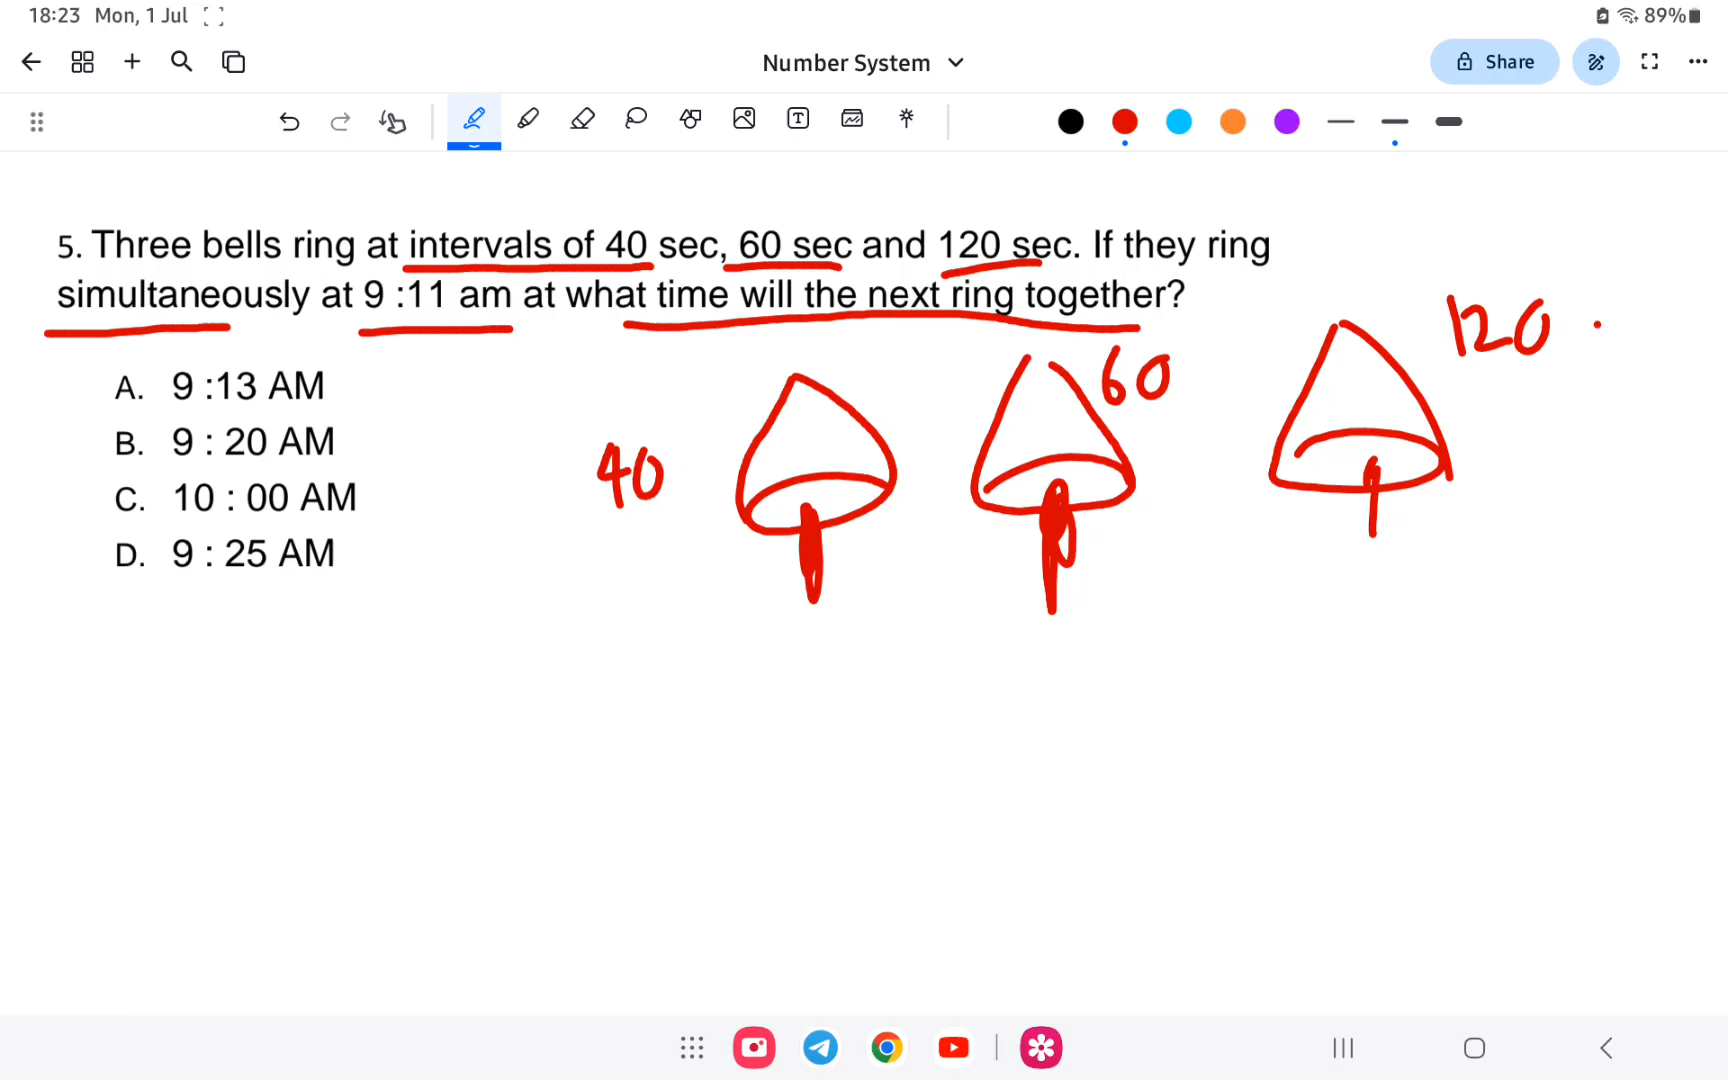 18:23 Mon, 1 Jul
89%
Number System
Share
5. Three bells ring at intervals of 40 sec, 60 sec and 120 sec. If they ring
simultaneously at 9 :11 am at what time will the next ring together?
120
60
A. 9 :13 AM
B. 9 : 20 AM
40
C. 10 : 00 AM
D. 9 : 25 AM